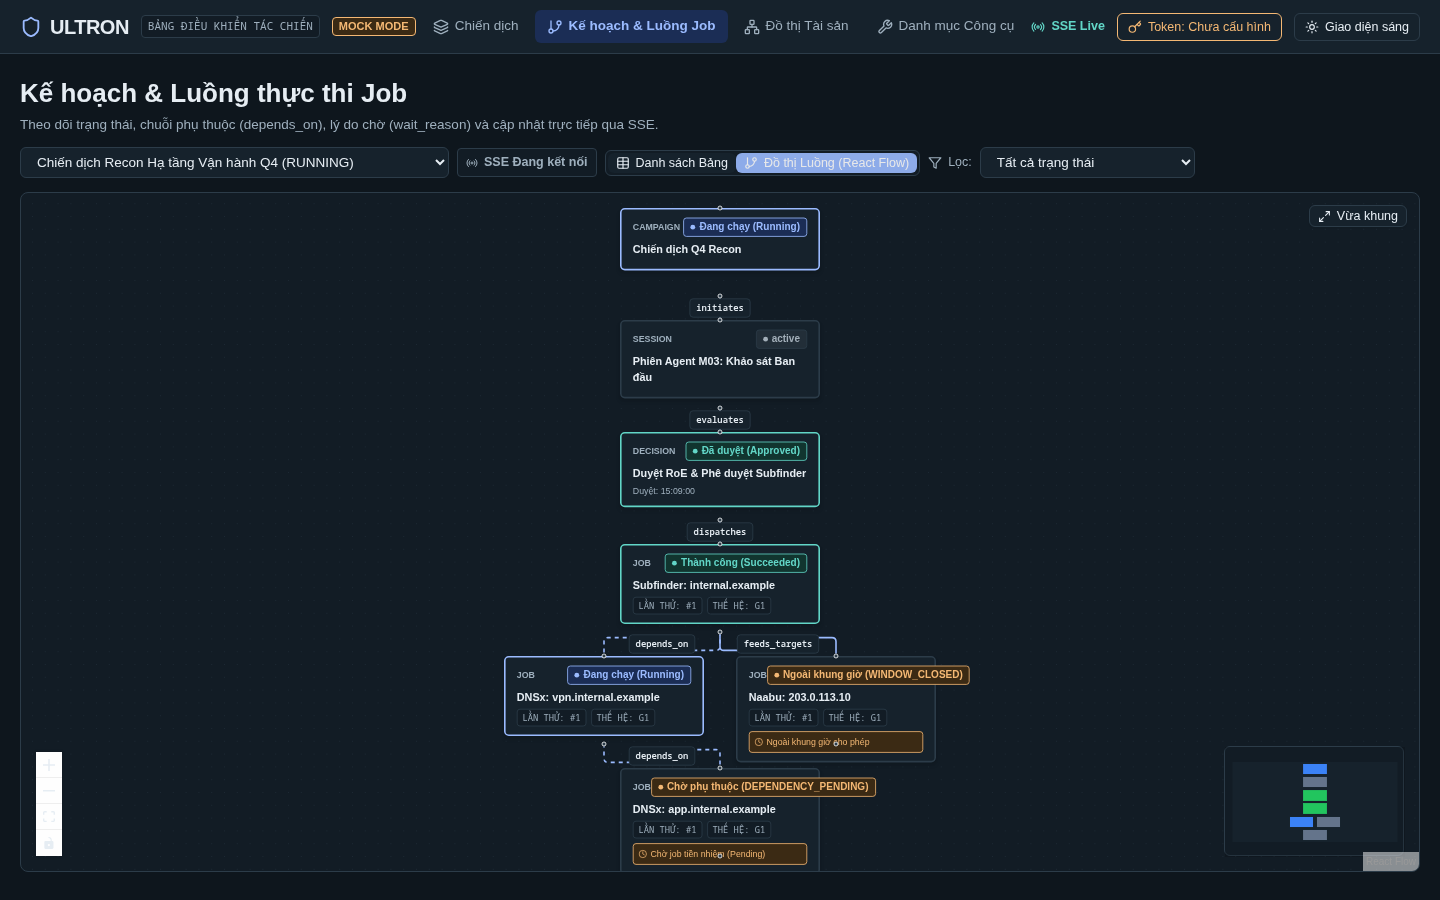 ULTRON
BẢNG ĐIỀU KHIỂN TÁC CHIẾN
MOCK MODE
Chiến dịch
Kế hoạch & Luồng Job
Đồ thị Tài sản
Danh mục Công cụ
SSE Live
Token: Chưa cấu hình
Giao diện sáng
Kế hoạch & Luồng thực thi Job
Theo dõi trạng thái, chuỗi phụ thuộc (depends_on), lý do chờ (wait_reason) và cập nhật trực tiếp qua SSE.
Chiến dịch Recon Hạ tầng Vận hành Q4 (RUNNING)
SSE Đang kết nối
Danh sách Bảng
Đồ thị Luồng (React Flow)
Lọc:
Tất cả trạng thái
Vừa khung
CAMPAIGN
Đang chạy (Running)
Chiến dịch Q4 Recon
initiates
SESSION
active
Phiên Agent M03: Khảo sát Ban
đầu
evaluates
DECISION
Đã duyệt (Approved)
Duyệt RoE & Phê duyệt Subfinder
Duyệt: 15:09:00
dispatches
JOB
Thành công (Succeeded)
Subfinder: internal.example
LẦN THỬ: #1
THẾ HỆ: G1
depends_on
feeds_targets
JOB
Đang chạy (Running)
DNSx: vpn.internal.example
LẦN THỬ: #1
THẾ HỆ: G1
JOB
Ngoài khung giờ (WINDOW_CLOSED)
Naabu: 203.0.113.10
LẦN THỬ: #1
THẾ HỆ: G1
Ngoài khung giờ cho phép
depends_on
JOB
Chờ phụ thuộc (DEPENDENCY_PENDING)
DNSx: app.internal.example
LẦN THỬ: #1
THẾ HỆ: G1
Chờ job tiền nhiệm (Pending)
React Flow